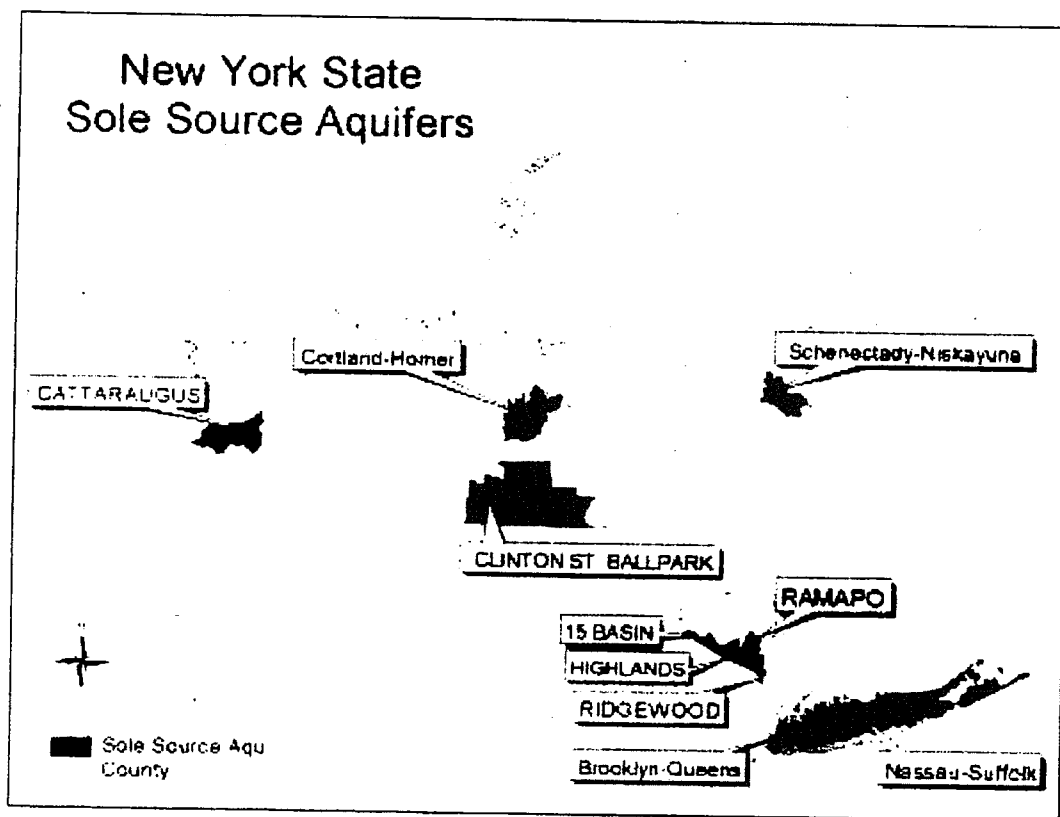 New York State
Sole Source Aquifers
Cortland-Homer
Schenectady-Niskayuna
CATTARAUGUS
CLINTON ST BALLPARK
RAMAPO
15 BASIN
HIGHLANDS
RIDGEWOOD
Sole Source Aqu
County
Brooklyn-Queens
Nassau-Suffolk